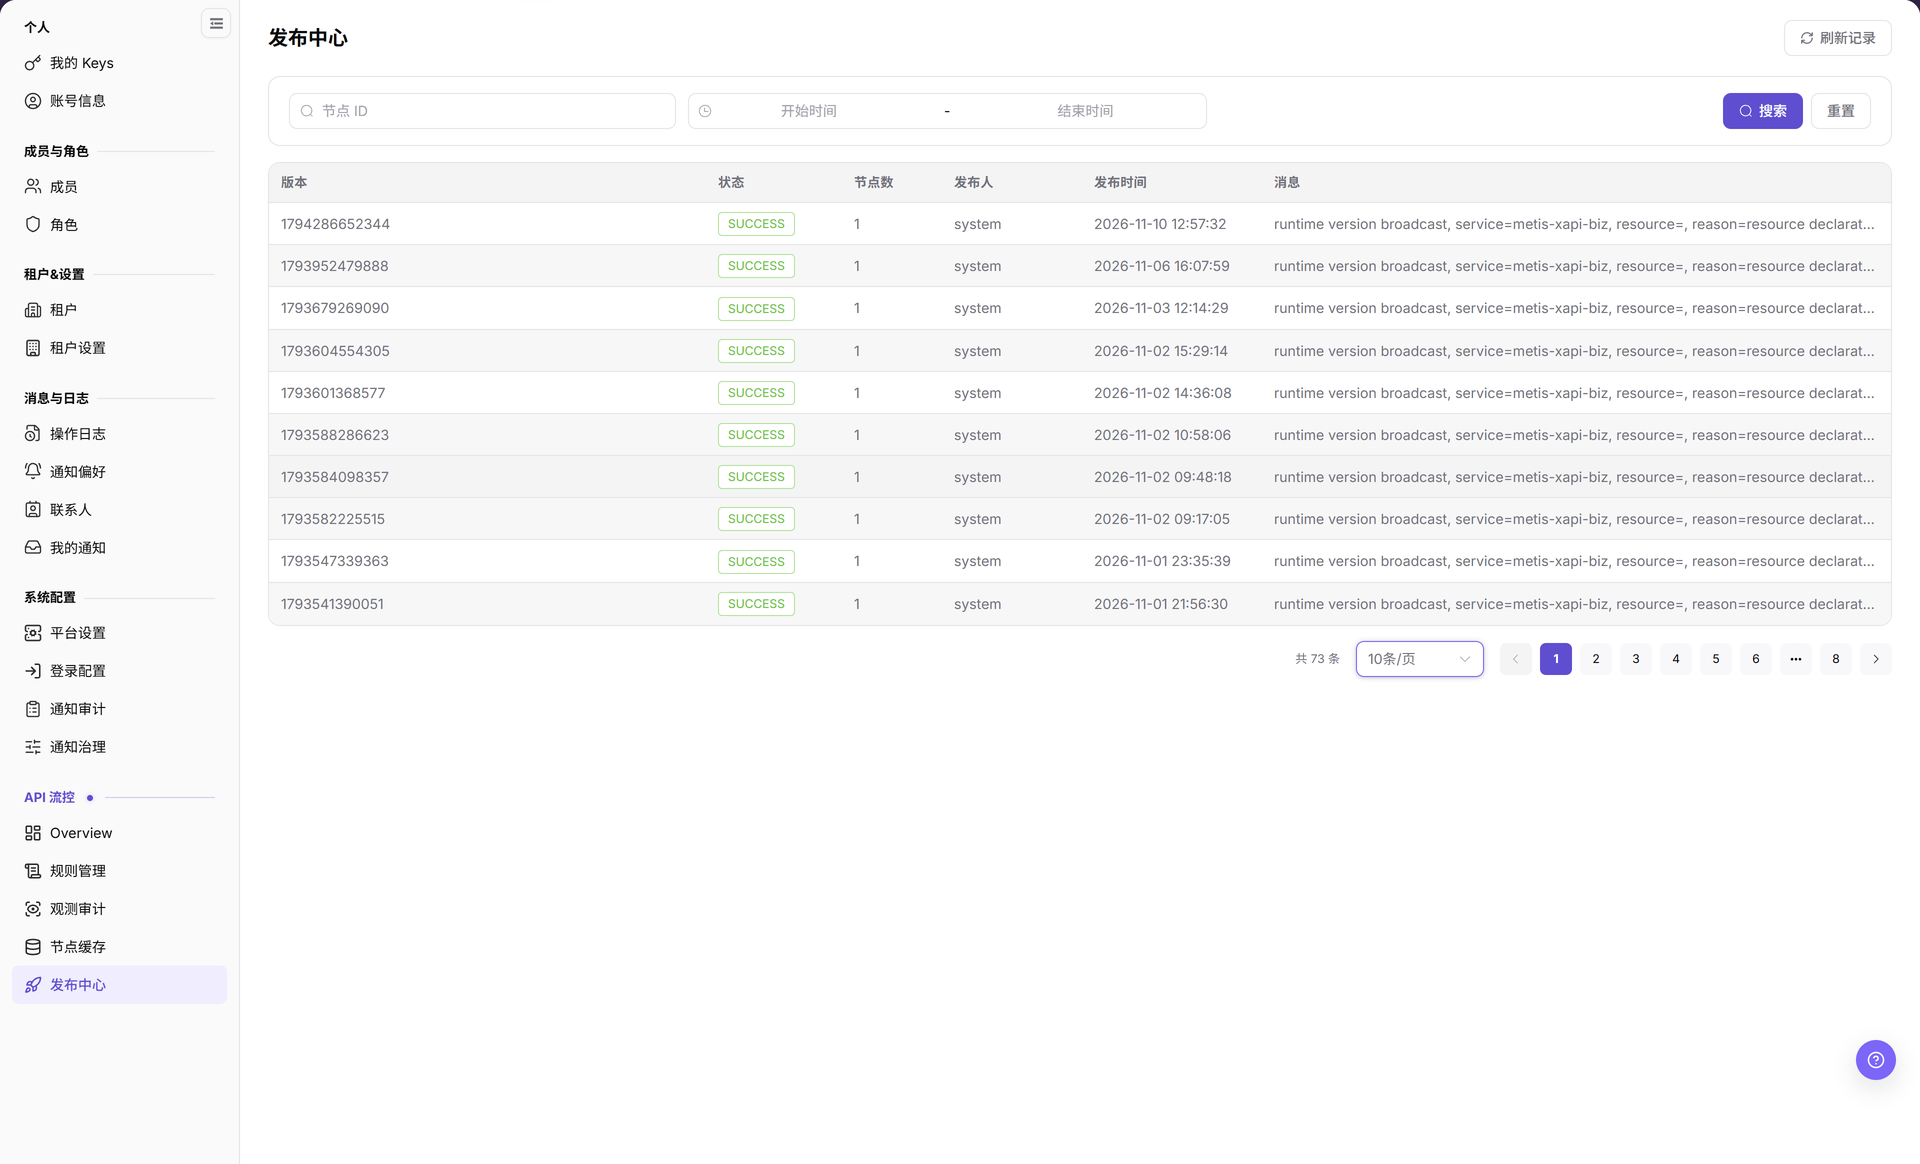 个人
我的 Keys
账号信息
成员与角色
成员
角色
租户&设置
租户
租户设置
消息与日志
操作日志
通知偏好
联系人
我的通知
系统配置
平台设置
登录配置
通知审计
通知治理
API 流控
Overview
规则管理
观测审计
节点缓存
发布中心
发布中心
刷新记录
节点 ID
开始时间 - 结束时间
搜索
重置
版本 状态 节点数 发布人 发布时间 消息
1794286652344 SUCCESS 1 system 2026-11-10 12:57:32 runtime version broadcast, service=metis-xapi-biz, resource=, reason=resource declarat...
1793952479888 SUCCESS 1 system 2026-11-06 16:07:59 runtime version broadcast, service=metis-xapi-biz, resource=, reason=resource declarat...
1793679269090 SUCCESS 1 system 2026-11-03 12:14:29 runtime version broadcast, service=metis-xapi-biz, resource=, reason=resource declarat...
1793604554305 SUCCESS 1 system 2026-11-02 15:29:14 runtime version broadcast, service=metis-xapi-biz, resource=, reason=resource declarat...
1793601368577 SUCCESS 1 system 2026-11-02 14:36:08 runtime version broadcast, service=metis-xapi-biz, resource=, reason=resource declarat...
1793588286623 SUCCESS 1 system 2026-11-02 10:58:06 runtime version broadcast, service=metis-xapi-biz, resource=, reason=resource declarat...
1793584098357 SUCCESS 1 system 2026-11-02 09:48:18 runtime version broadcast, service=metis-xapi-biz, resource=, reason=resource declarat...
1793582225515 SUCCESS 1 system 2026-11-02 09:17:05 runtime version broadcast, service=metis-xapi-biz, resource=, reason=resource declarat...
1793547339363 SUCCESS 1 system 2026-11-01 23:35:39 runtime version broadcast, service=metis-xapi-biz, resource=, reason=resource declarat...
1793541390051 SUCCESS 1 system 2026-11-01 21:56:30 runtime version broadcast, service=metis-xapi-biz, resource=, reason=resource declarat...
共 73 条 10条/页 1 2 3 4 5 6 ••• 8